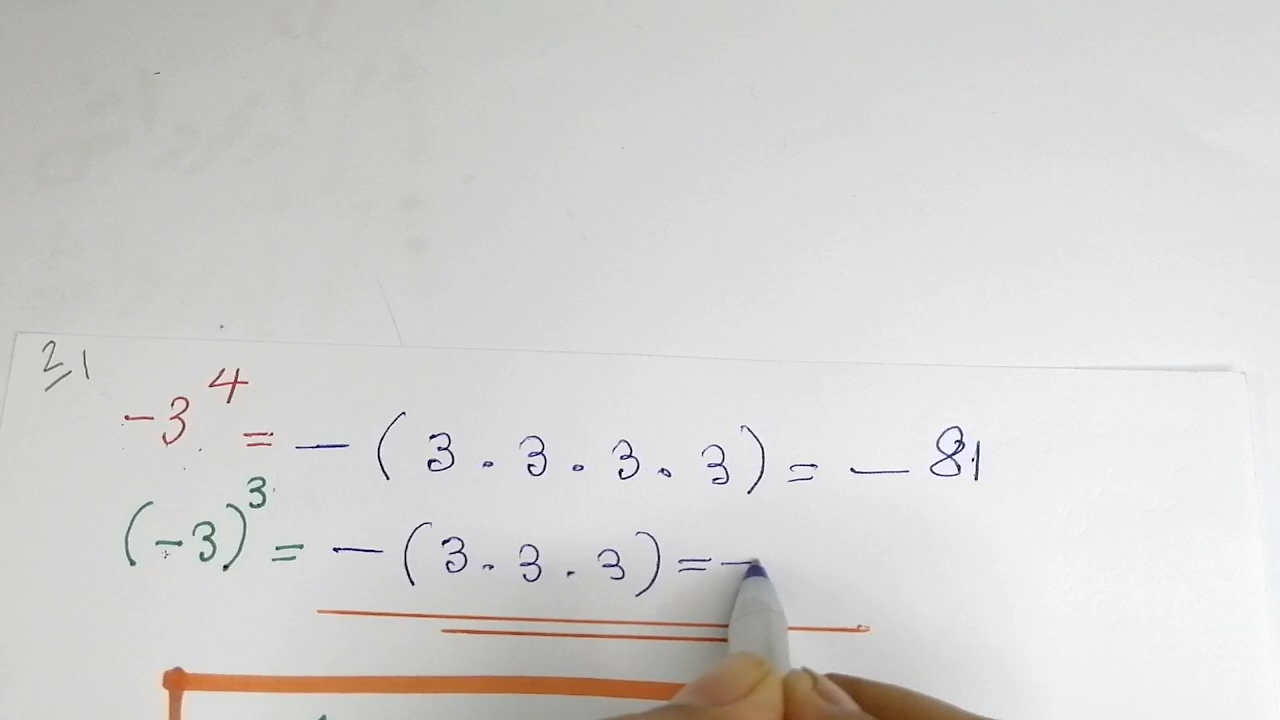 21
-3⁴ = - (3 . 3 . 3 . 3) = - 81
(-3)³ = - (3 . 3 . 3) = -